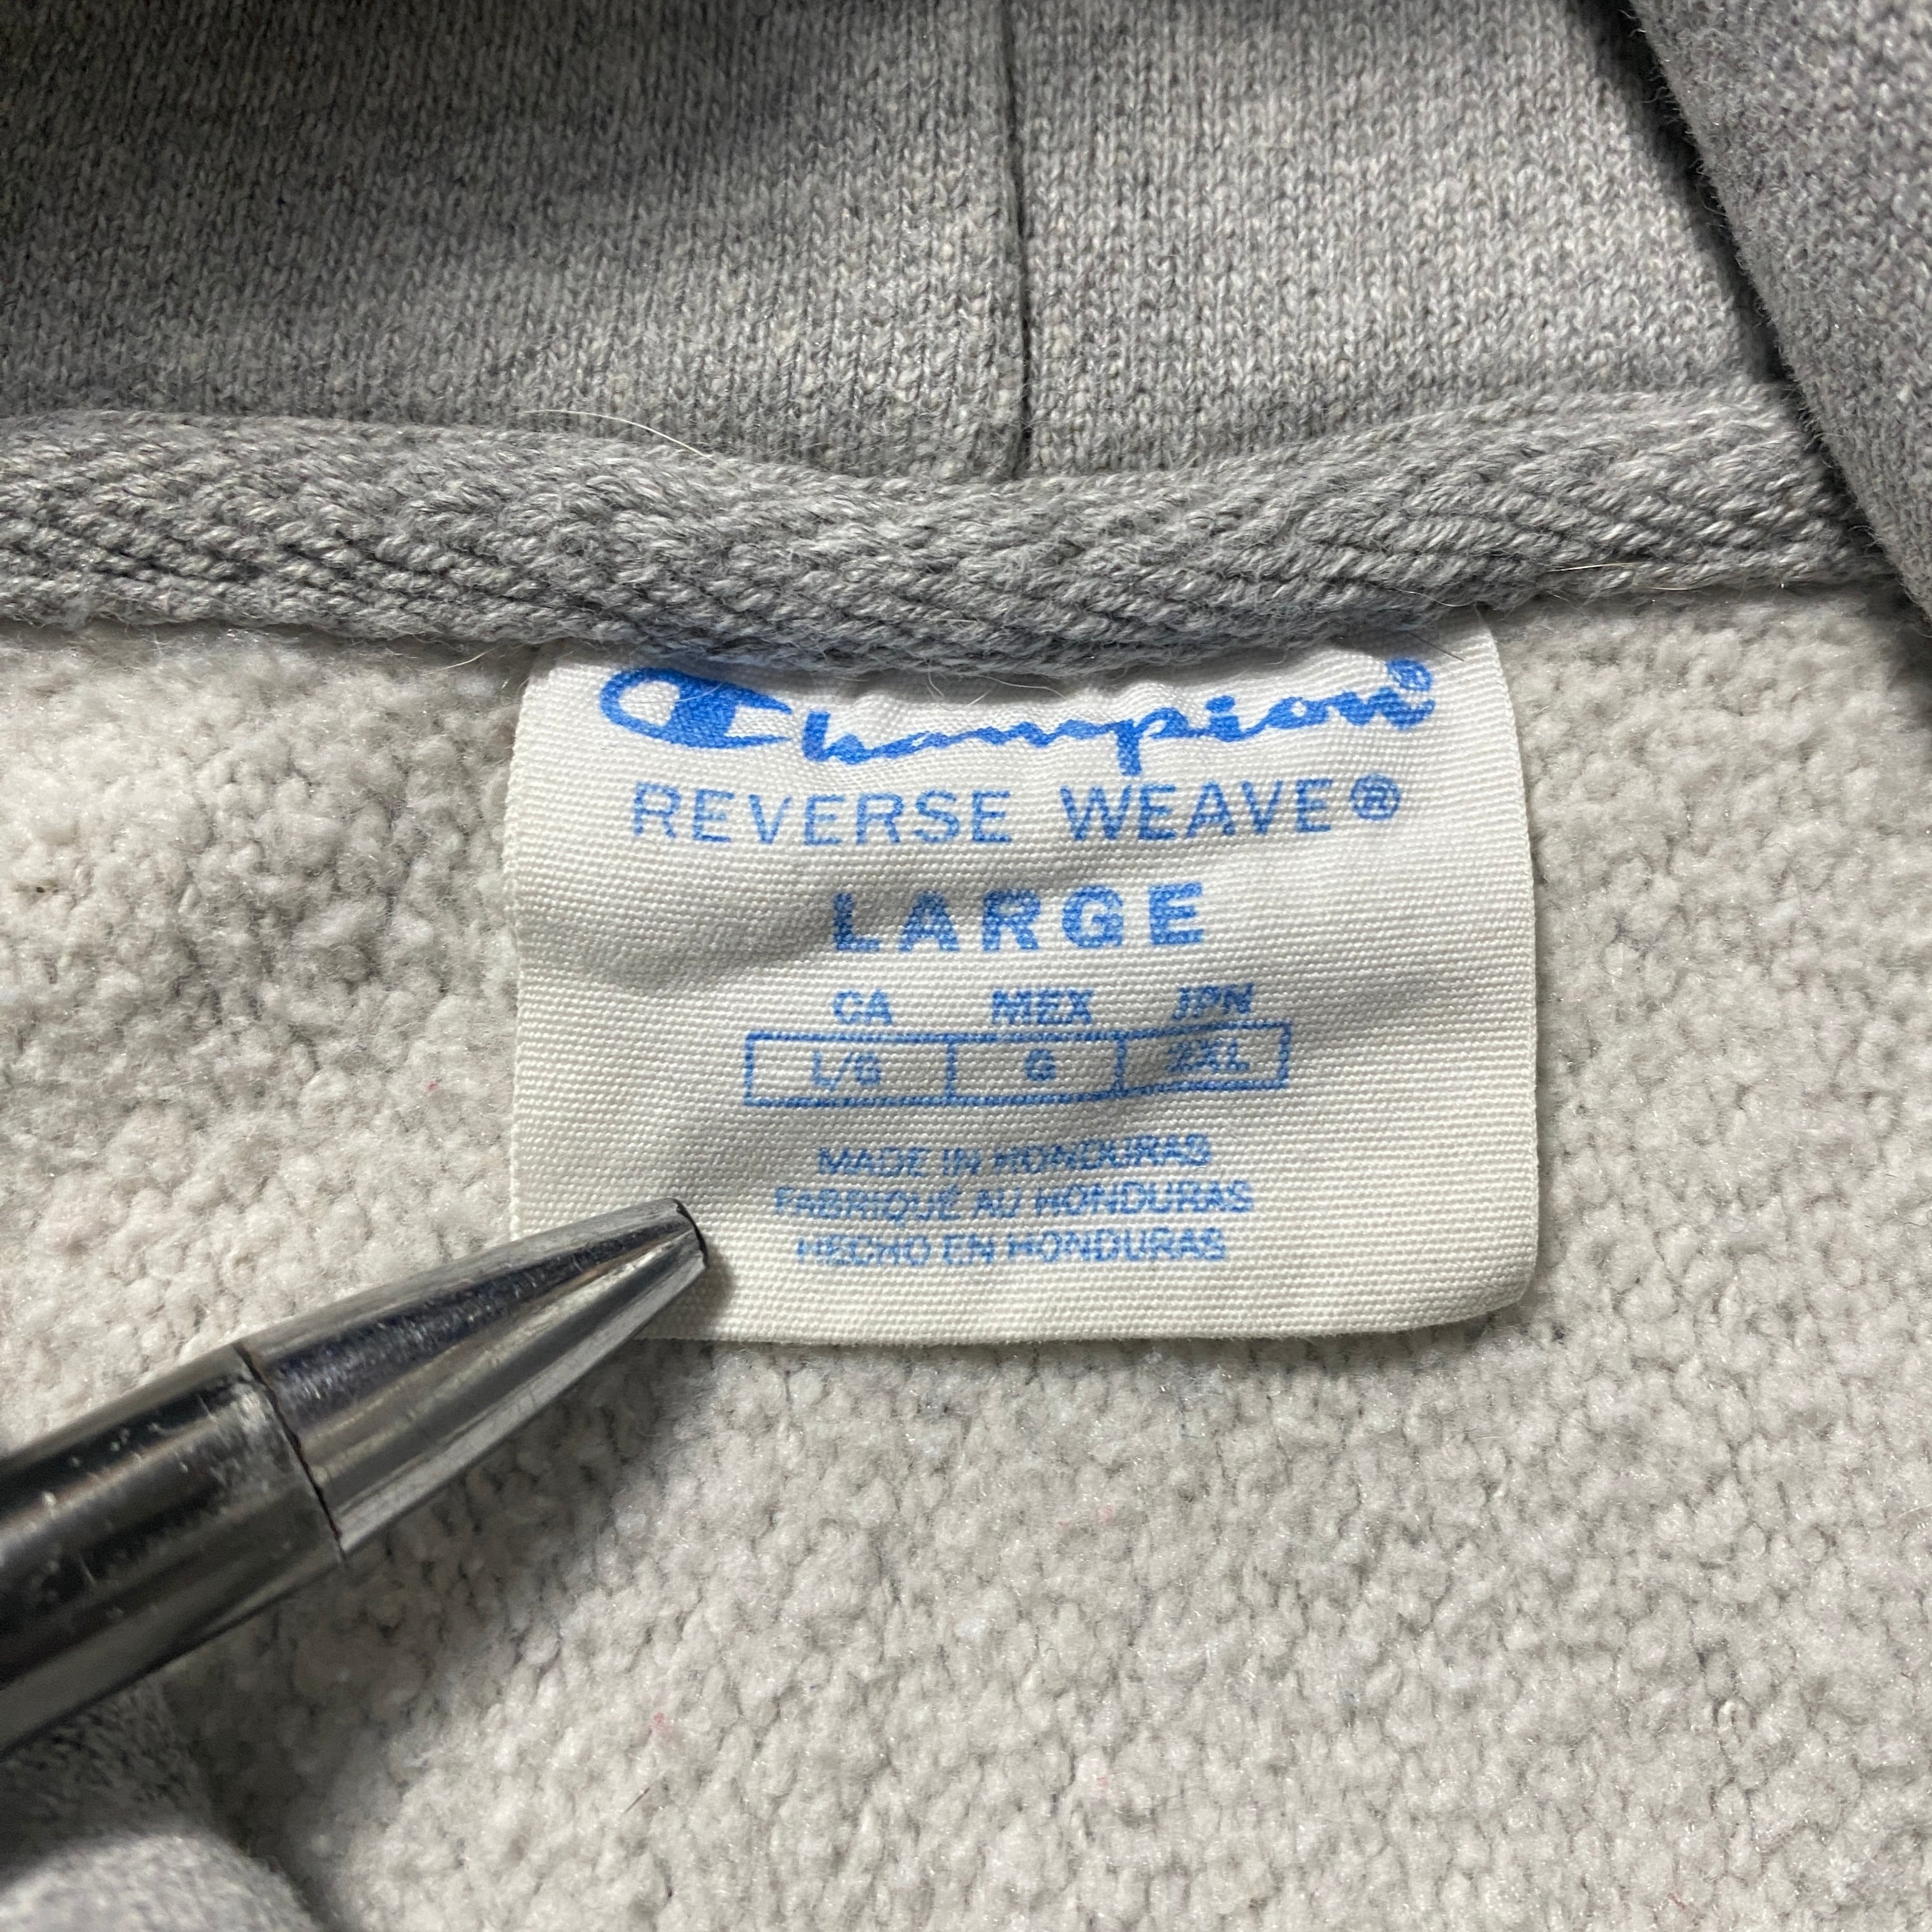 Champion®
REVERSE WEAVE®
LARGE
CA MEX JPN
L/G G 2XL
MADE IN HONDURAS
FABRIQUÉ AU HONDURAS
HECHO EN HONDURAS